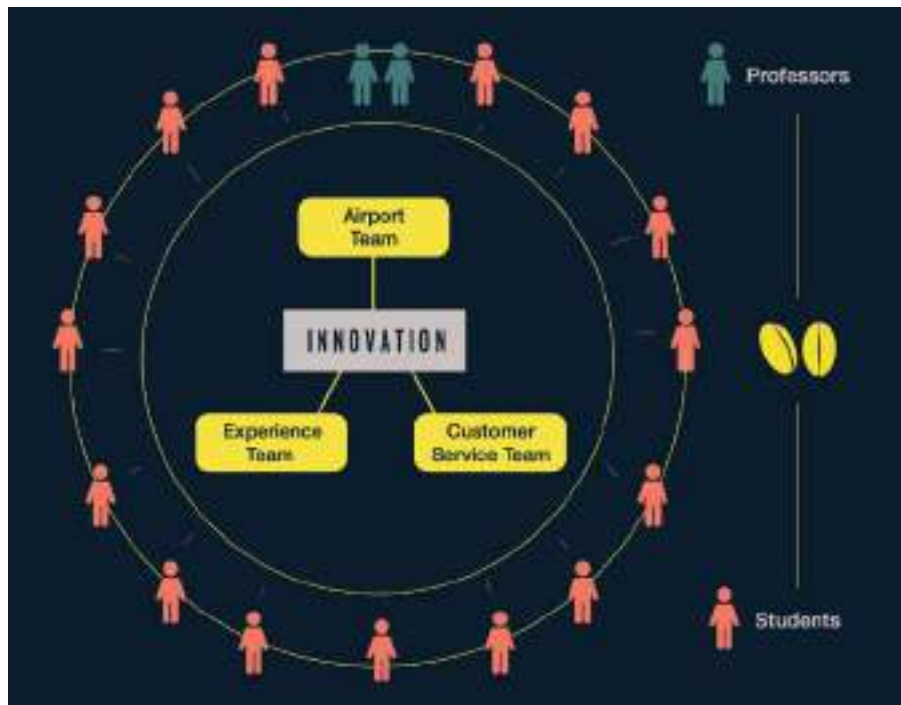 Professors
Airport
Team
INNOVATION
Experience
Team
Customer
Service Team
Students